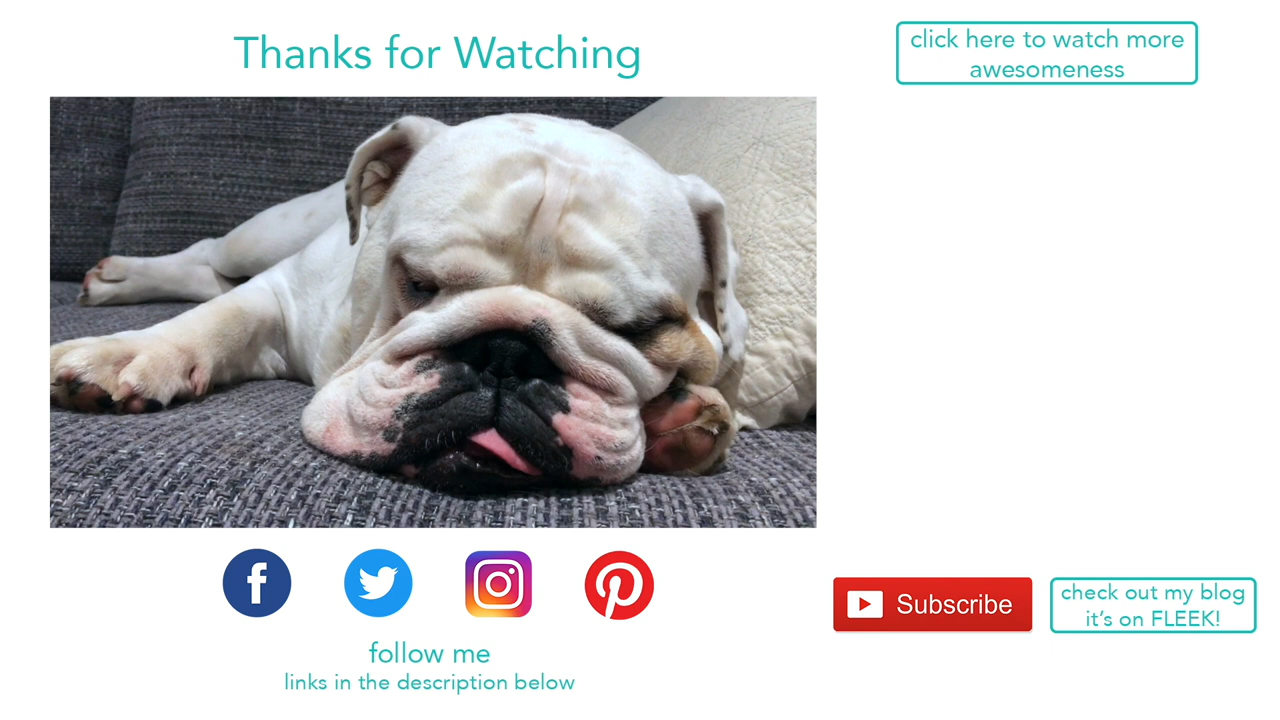 Thanks for Watching
click here to watch more
awesomeness
Subscribe
check out my blog
it's on FLEEK!
follow me
links in the description below